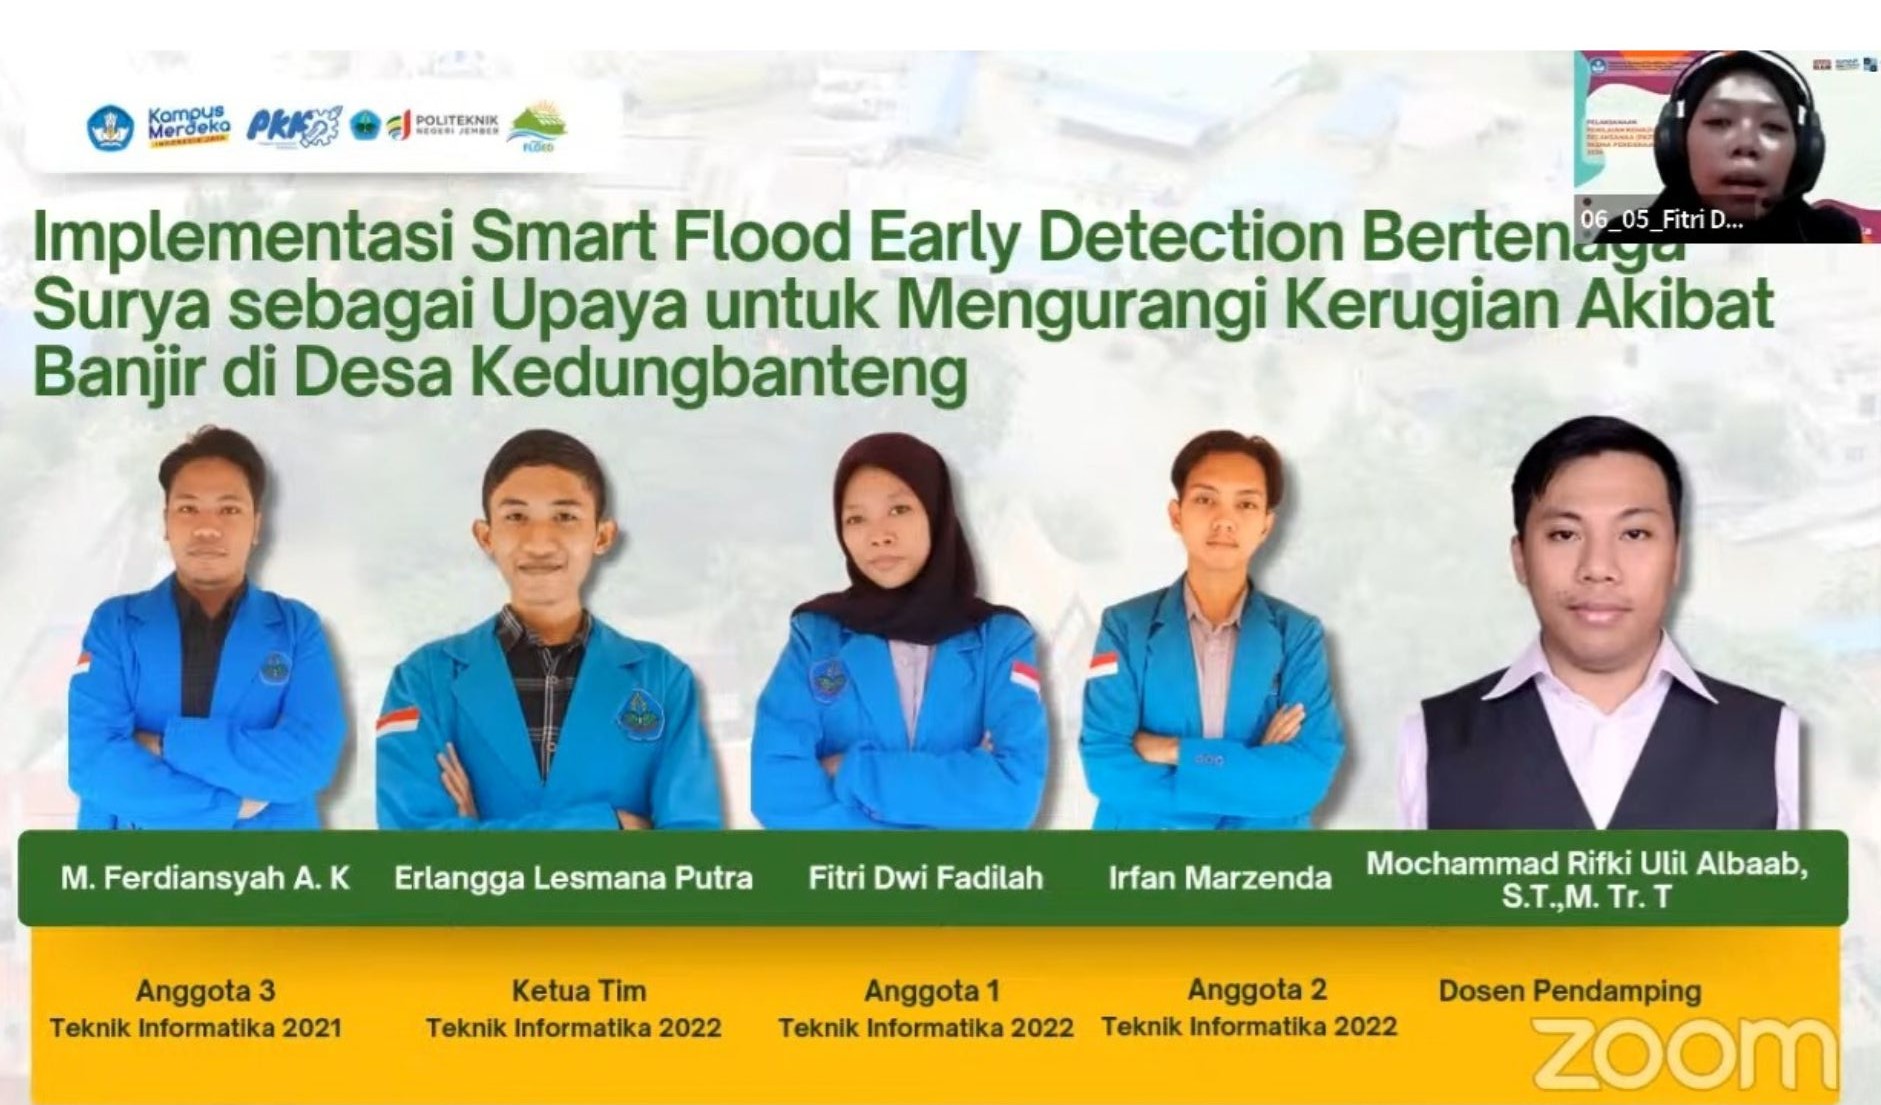 Kampus
Merdeka
INDONESIA JAYA
PKM
POLITEKNIK
NEGERI JEMBER
FLOED
06_05_Fitri D...
Implementasi Smart Flood Early Detection Bertenaga
Surya sebagai Upaya untuk Mengurangi Kerugian Akibat
Banjir di Desa Kedungbanteng
M. Ferdiansyah A. K
Erlangga Lesmana Putra
Fitri Dwi Fadilah
Irfan Marzenda
Mochammad Rifki Ulil Albaab,
S.T.,M. Tr. T
Anggota 3
Teknik Informatika 2021
Ketua Tim
Teknik Informatika 2022
Anggota 1
Teknik Informatika 2022
Anggota 2
Teknik Informatika 2022
Dosen Pendamping
zoom